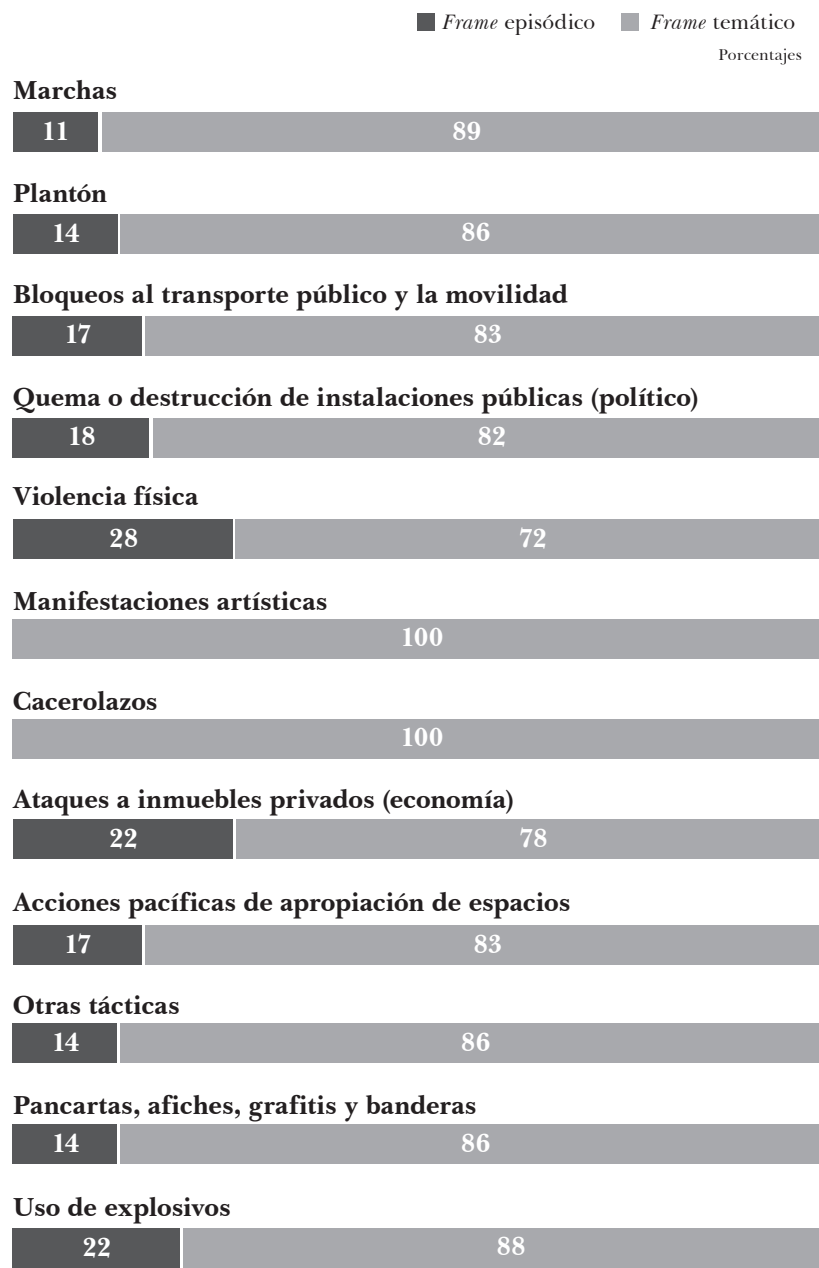 Frame episódico Frame temático
Porcentajes
Marchas
11 89
Plantón
14 86
Bloqueos al transporte público y la movilidad
17 83
Quema o destrucción de instalaciones públicas (político)
18 82
Violencia física
28 72
Manifestaciones artísticas
100
Cacerolazos
100
Ataques a inmuebles privados (economía)
22 78
Acciones pacíficas de apropiación de espacios
17 83
Otras tácticas
14 86
Pancartas, afiches, grafitis y banderas
14 86
Uso de explosivos
22 88